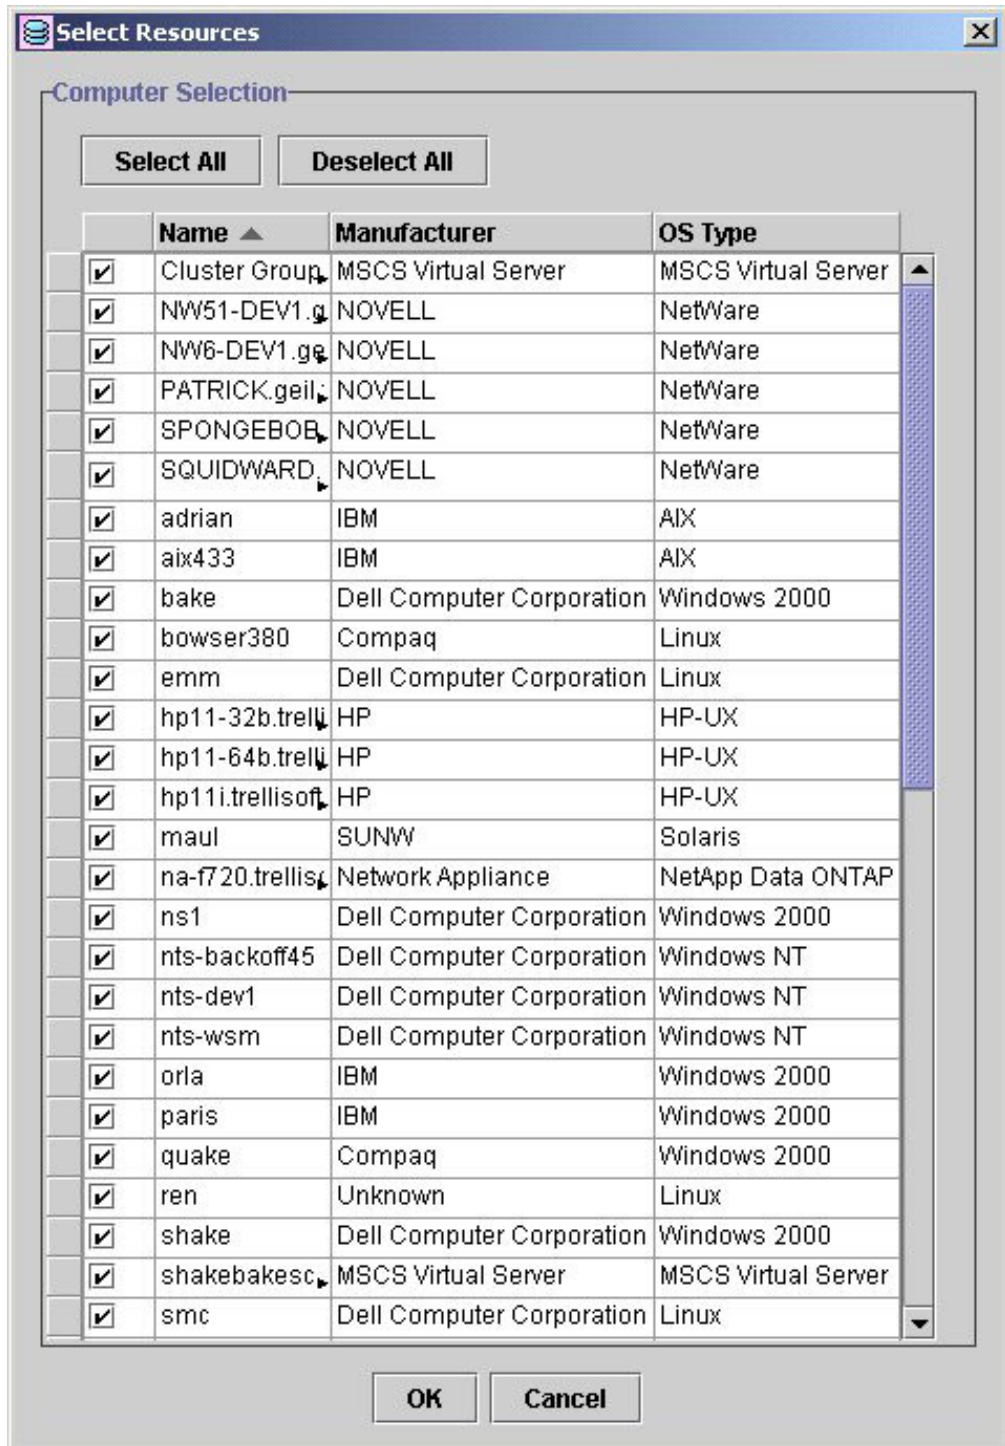 Select Resources
Computer Selection
Select All Deselect All
Name Manufacturer OS Type
Cluster Group MSCS Virtual Server MSCS Virtual Server
NW51-DEV1.g NOVELL NetWare
NW6-DEV1.ge NOVELL NetWare
PATRICK.geil. NOVELL NetWare
SPONGEBOB NOVELL NetWare
SQUIDWARD. NOVELL NetWare
adrian IBM AIX
aix433 IBM AIX
bake Dell Computer Corporation Windows 2000
bowser380 Compaq Linux
emm Dell Computer Corporation Linux
hp11-32b.trelli HP HP-UX
hp11-64b.trelli HP HP-UX
hp11i.trellisoft HP HP-UX
maul SUNW Solaris
na-f720.trellis Network Appliance NetApp Data ONTAP
ns1 Dell Computer Corporation Windows 2000
nts-backoff45 Dell Computer Corporation Windows NT
nts-dev1 Dell Computer Corporation Windows NT
nts-wsm Dell Computer Corporation Windows NT
orla IBM Windows 2000
paris IBM Windows 2000
quake Compaq Windows 2000
ren Unknown Linux
shake Dell Computer Corporation Windows 2000
shakebakesc MSCS Virtual Server MSCS Virtual Server
smc Dell Computer Corporation Linux
OK Cancel